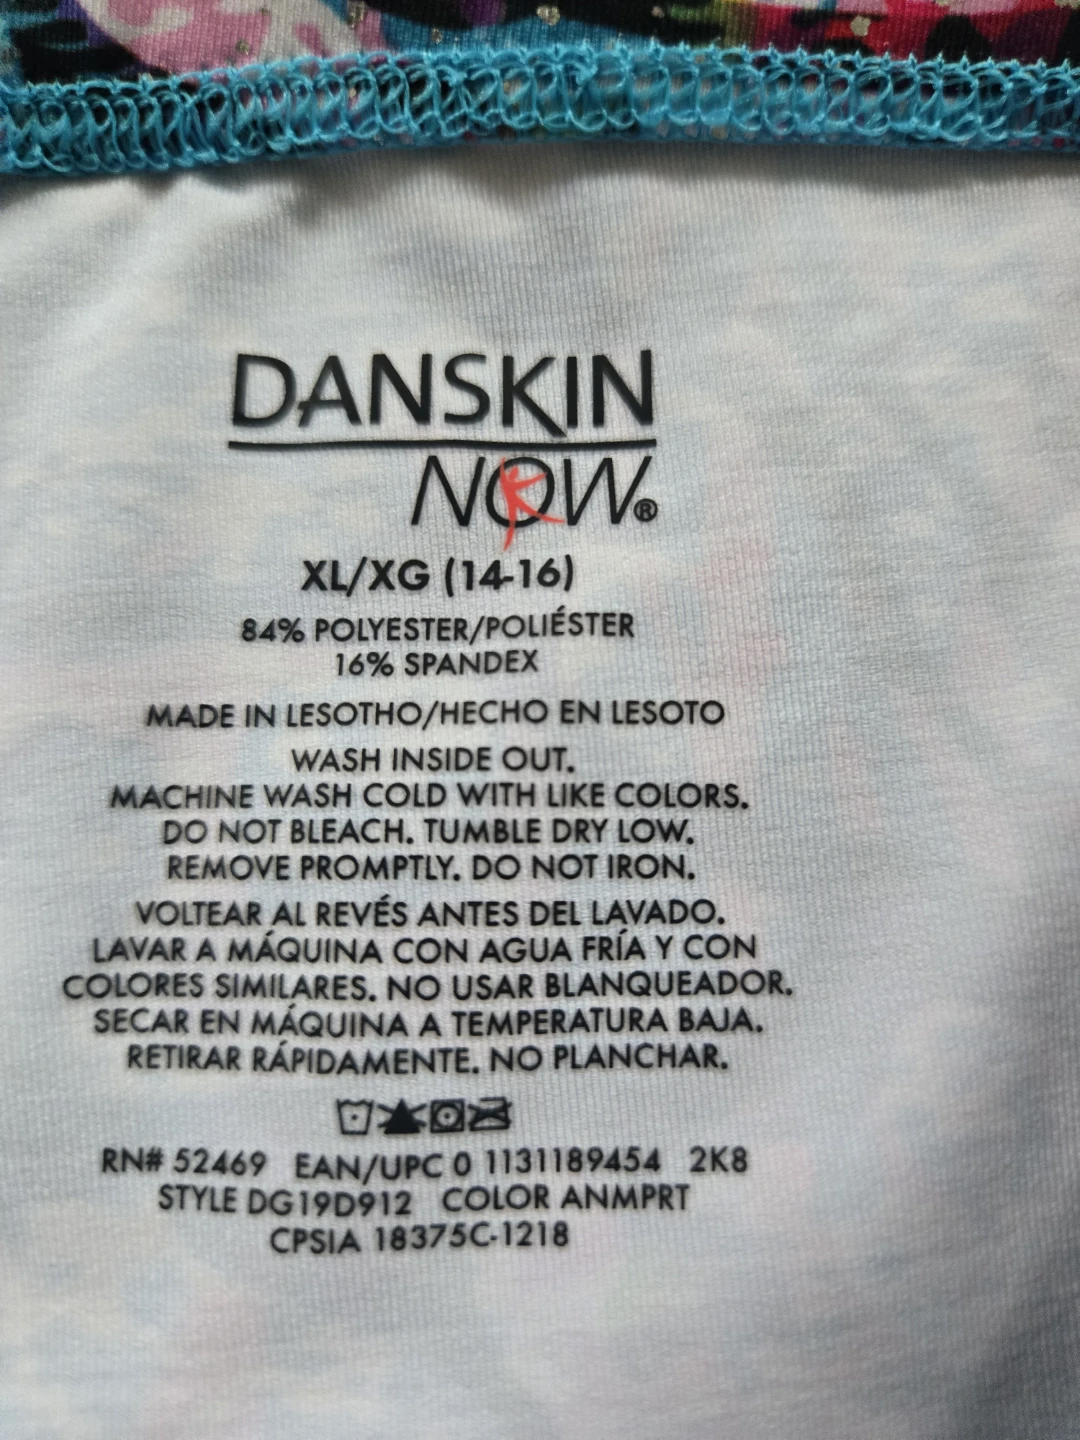 DANSKIN
NOW®
XL/XG (14-16)
84% POLYESTER/POLIÉSTER
16% SPANDEX
MADE IN LESOTHO/HECHO EN LESOTO
WASH INSIDE OUT.
MACHINE WASH COLD WITH LIKE COLORS.
DO NOT BLEACH. TUMBLE DRY LOW.
REMOVE PROMPTLY. DO NOT IRON.
VOLTEAR AL REVÉS ANTES DEL LAVADO.
LAVAR A MÁQUINA CON AGUA FRÍA Y CON
COLORES SIMILARES. NO USAR BLANQUEADOR.
SECAR EN MÁQUINA A TEMPERATURA BAJA.
RETIRAR RÁPIDAMENTE. NO PLANCHAR.
RN# 52469 EAN/UPC 0 1131189454 2K8
STYLE DG19D912 COLOR ANMPRT
CPSIA 18375C-1218